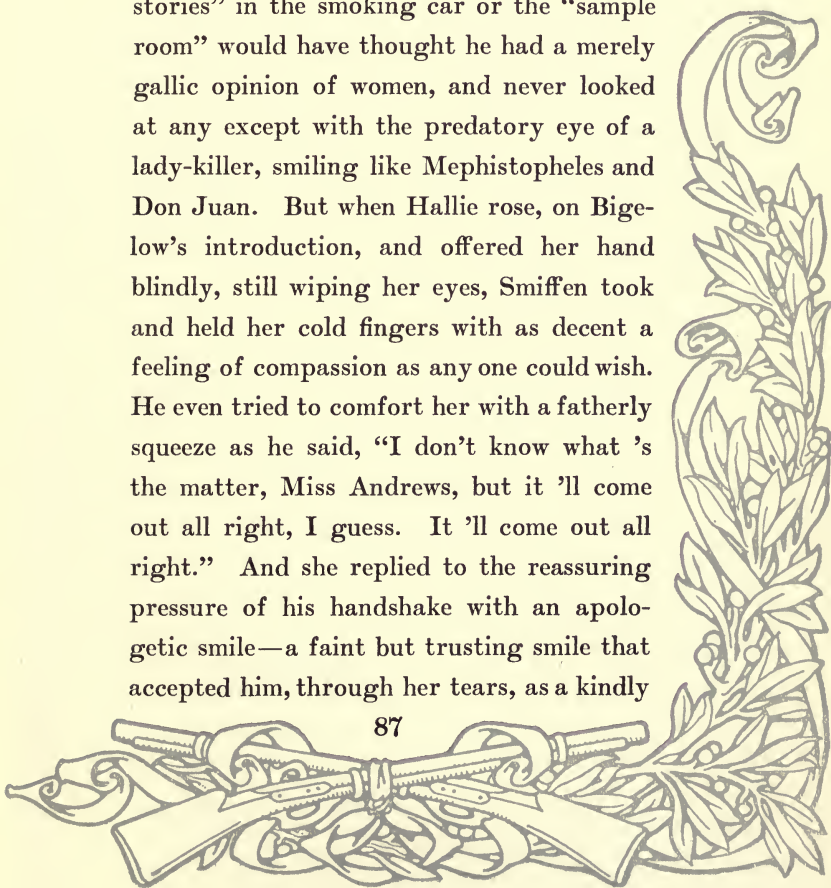 stories” in the smoking car or the “sample
room” would have thought he had a merely
gallic opinion of women, and never looked
at any except with the predatory eye of a
lady-killer, smiling like Mephistopheles and
Don Juan. But when Hallie rose, on Bige-
low’s introduction, and offered her hand
blindly, still wiping her eyes, Smiffen took
and held her cold fingers with as decent a
feeling of compassion as any one could wish.
He even tried to comfort her with a fatherly
squeeze as he said, “I don’t know what ’s
the matter, Miss Andrews, but it ’ll come
out all right, I guess. It ’ll come out all
right.” And she replied to the reassuring
pressure of his handshake with an apolo-
getic smile—a faint but trusting smile that
accepted him, through her tears, as a kindly
87